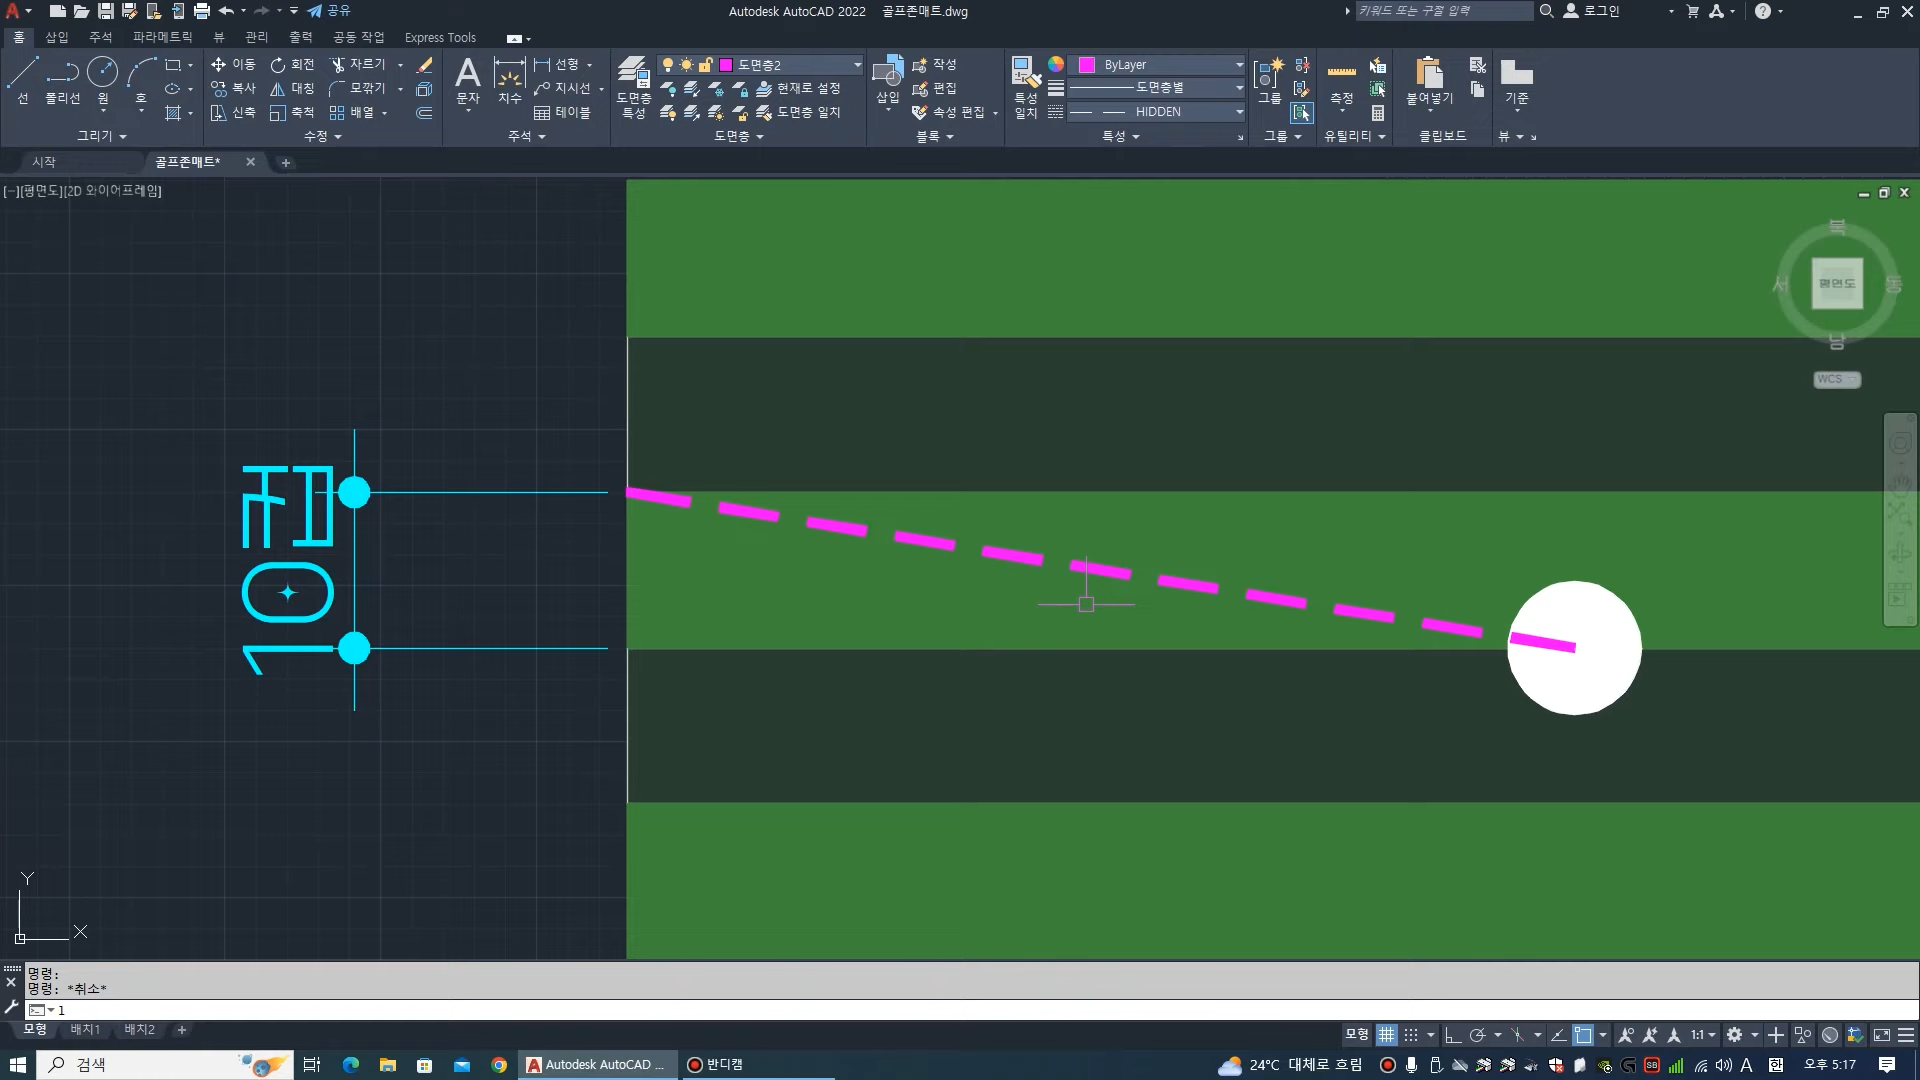 공유
Autodesk AutoCAD 2022 골프존매트.dwg
키워드 또는 구절 입력
로그인
홈 삽입 주석 파라메트릭 뷰 관리 출력 공동 작업 Express Tools
이동 회전 자르기
복사 대칭 모깎기
신축 축척 배열
선 폴리선 원 호
그리기
수정
문자 치수
선형
지시선
테이블
주석
도면층 특성
도면층2
현재로 설정
도면층 일치
도면층
삽입
작성
편집
속성 편집
블록
특성 일치
ByLayer
도면층별
HIDDEN
특성
그룹
그룹
측정
유틸리티
붙여넣기
클립보드
기준
뷰
시작
골프존매트*
[−][평면도][2D 와이어프레임]
북
서 평면도 동
남
WCS
Y
X
명령:
명령: *취소*
1
모형 배치1 배치2
모형
1:1
검색
Autodesk AutoCAD ...
반디캠
24°C 대체로 흐림
A
한
오후 5:17